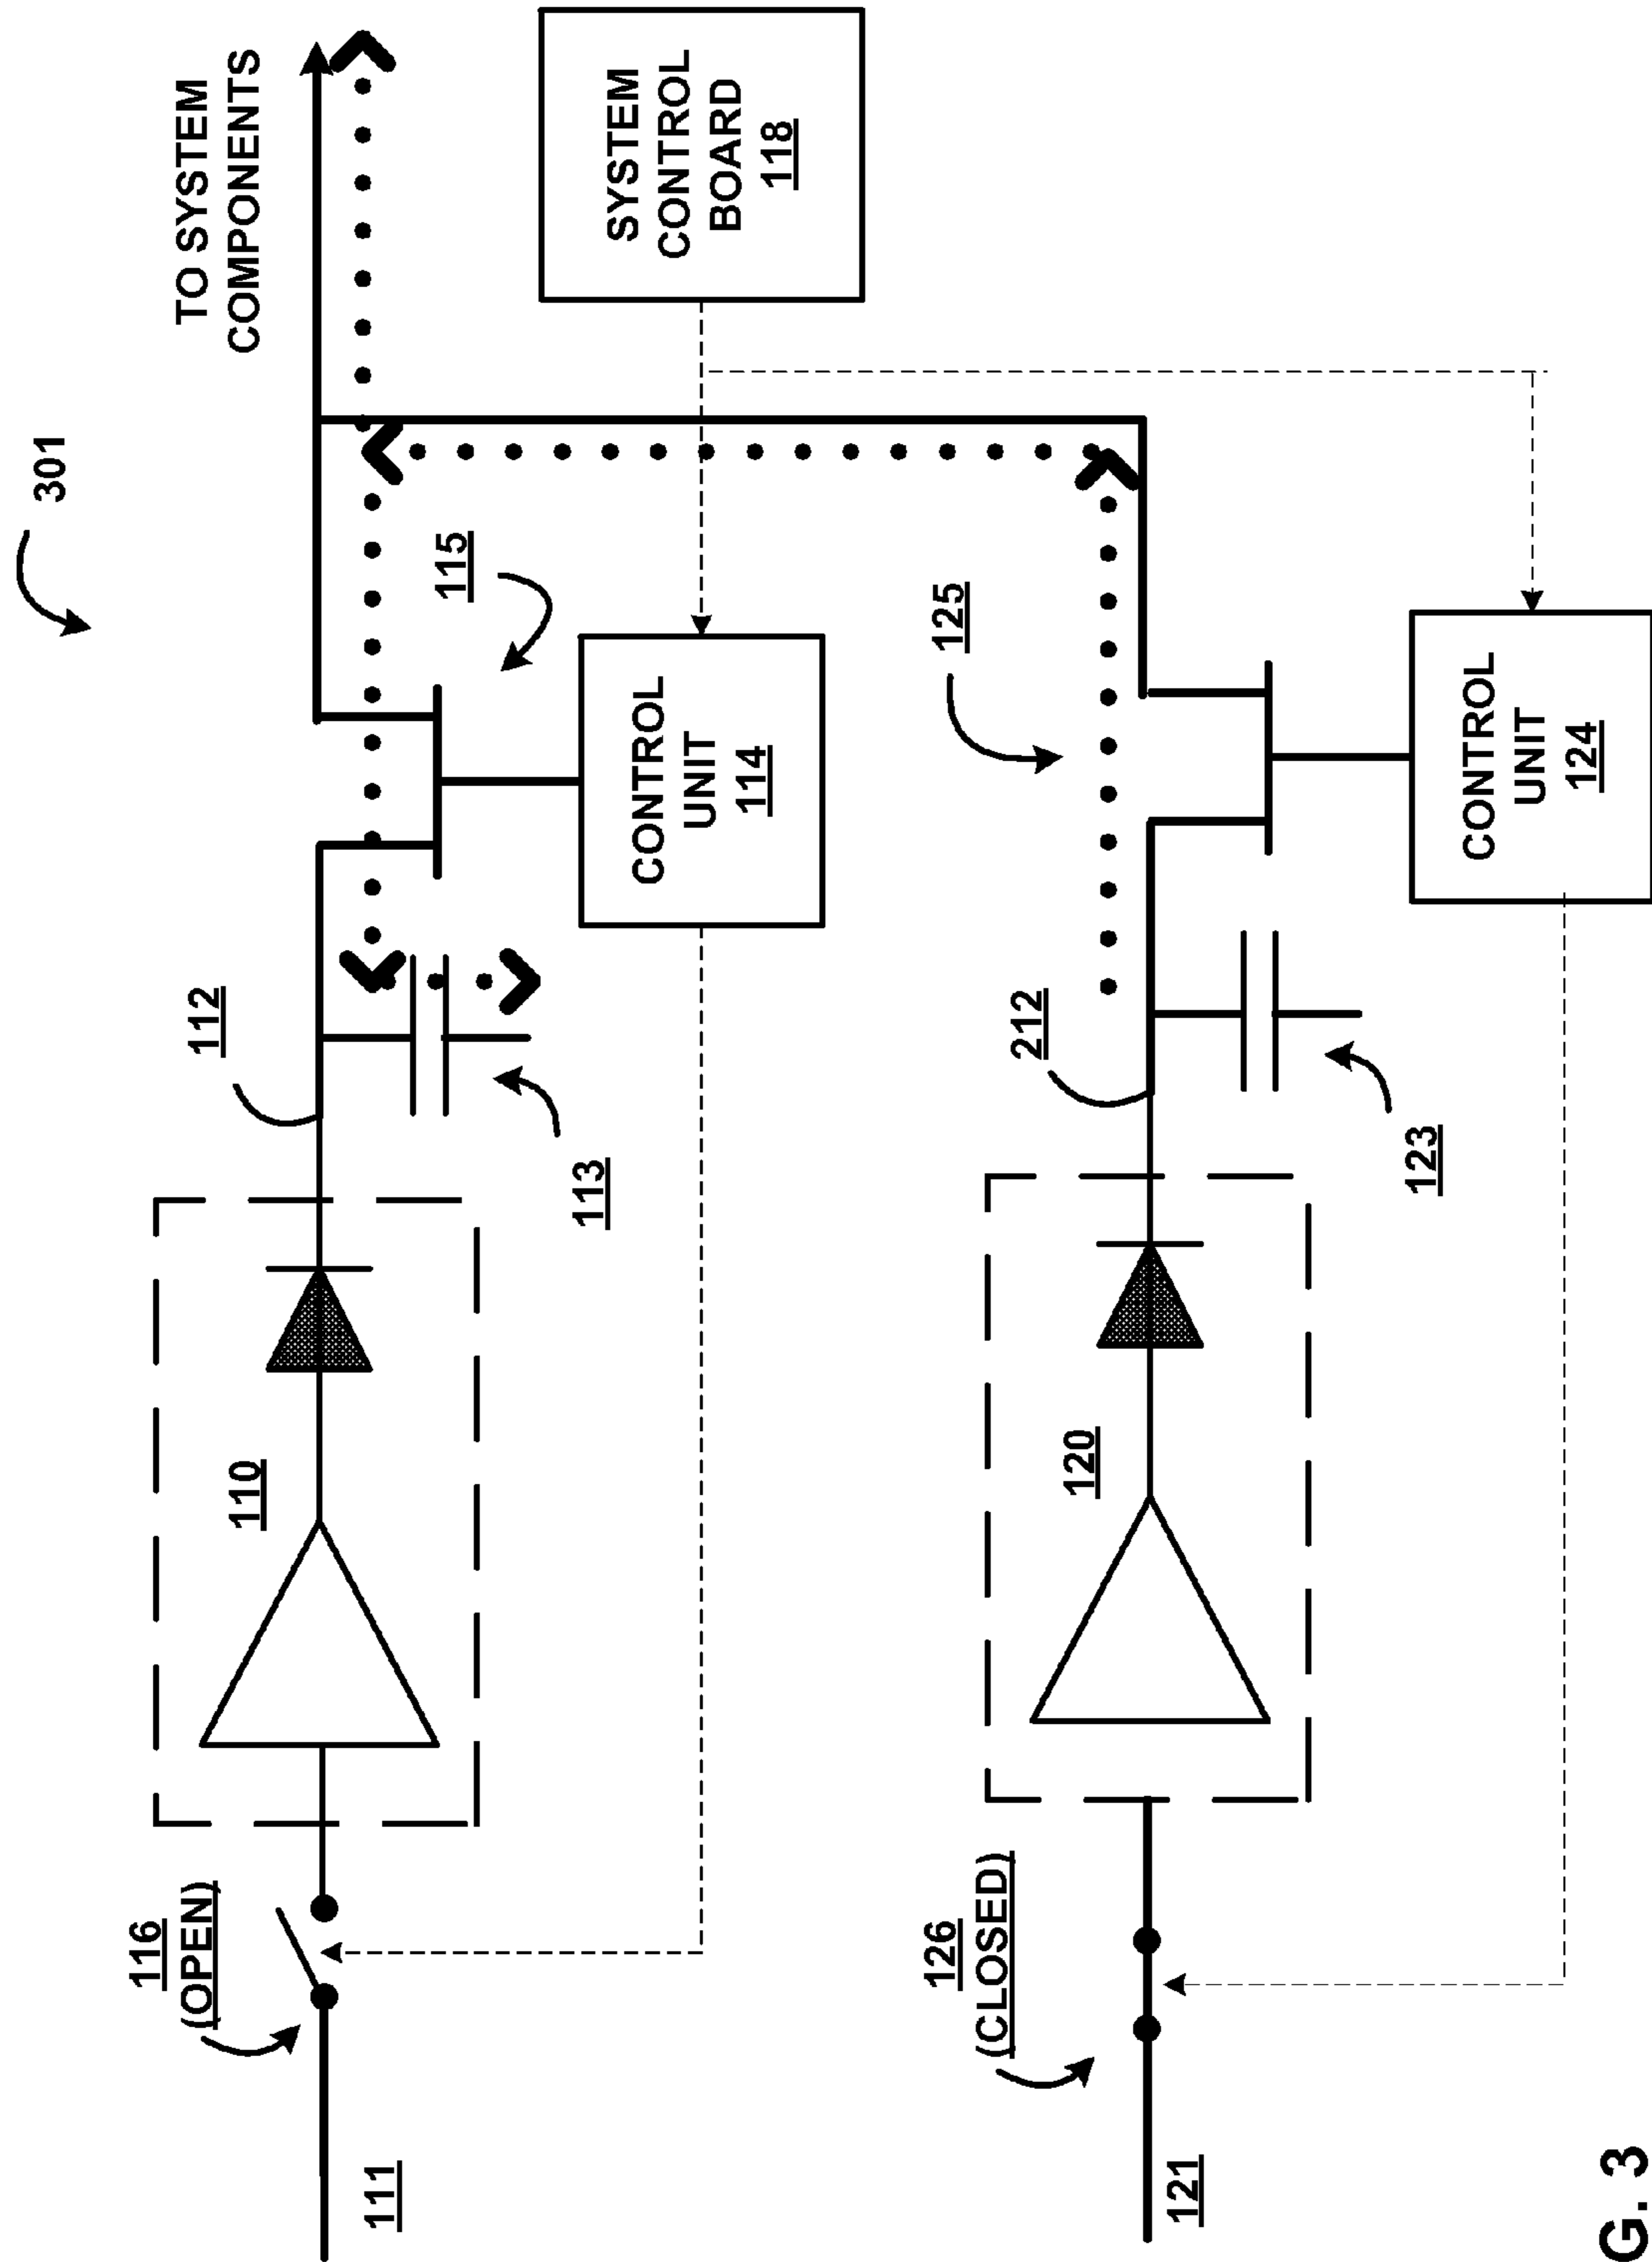 301
TO SYSTEM
COMPONENTS
116
(OPEN)
110
112
115
111
113
CONTROL
UNIT
114
SYSTEM
CONTROL
BOARD
118
126
(CLOSED)
120
212
125
121
123
CONTROL
UNIT
124
G. 3